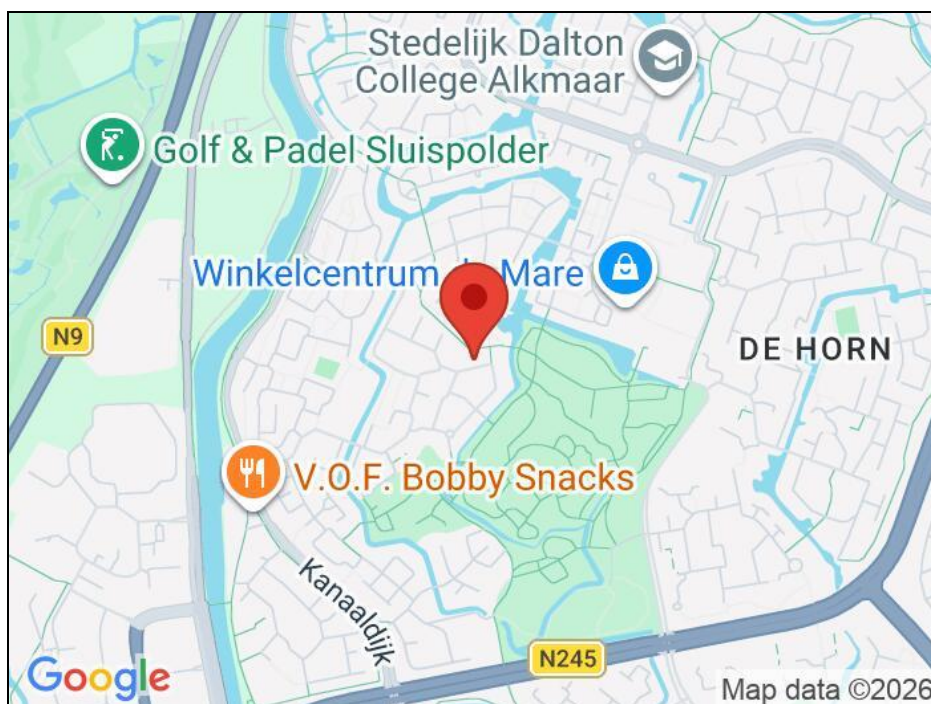 Stedelijk Dalton
College Alkmaar
Golf & Padel Sluispolder
Winkelcentrum de Mare
N9
DE HORN
V.O.F. Bobby Snacks
Kanaaldijk
N245
Google
Map data ©2026